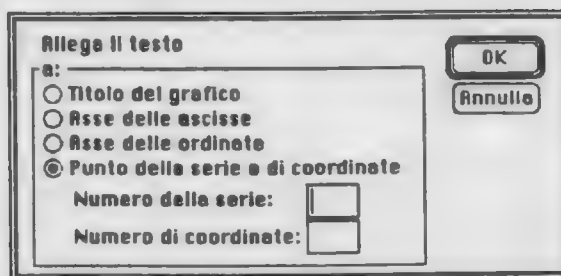 Allega il testo
a:
Titolo del grafico
Asse delle ascisse
Asse delle ordinate
Punto della serie e di coordinate
Numero della serie:
Numero di coordinate:
OK
Annulla